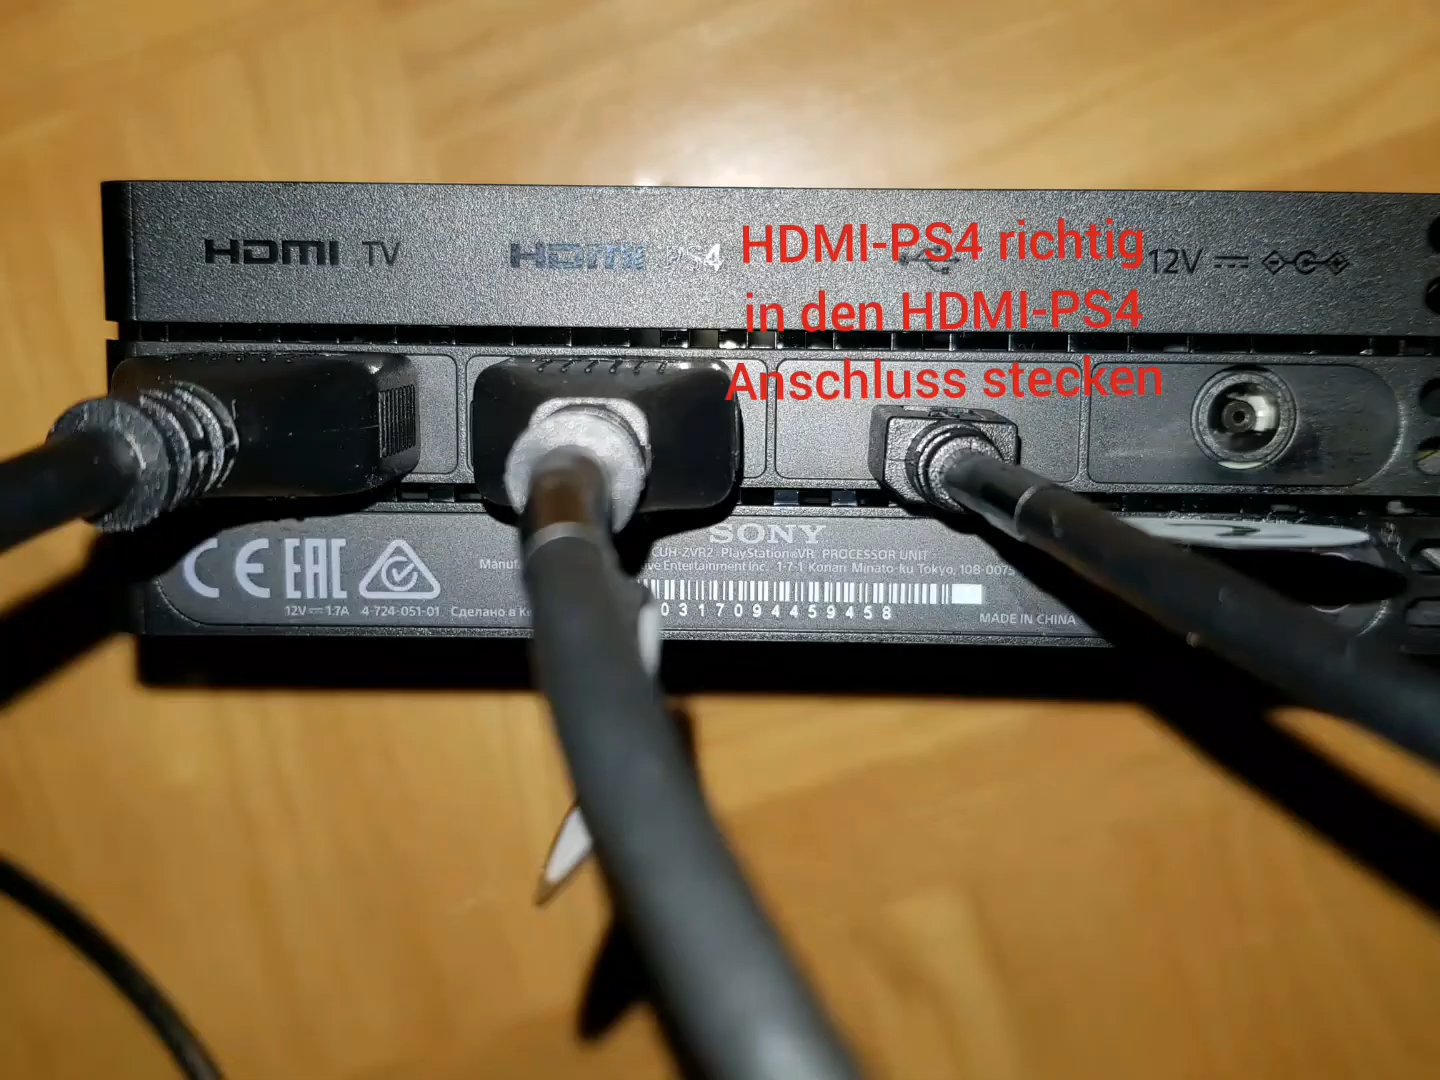 HDMI TV
HDMI PS4
12V
HDMI-PS4 richtig
in den HDMI-PS4
Anschluss stecken
SONY
CUH-ZVR2 PlayStation®VR PROCESSOR UNIT
Entertainment Inc. 1-7-1 Konan Minato-ku Tokyo, 108-0075
CE EAC
12V 1.7A 4-724-051-01 Сделано в
0317094459458
MADE IN CHINA